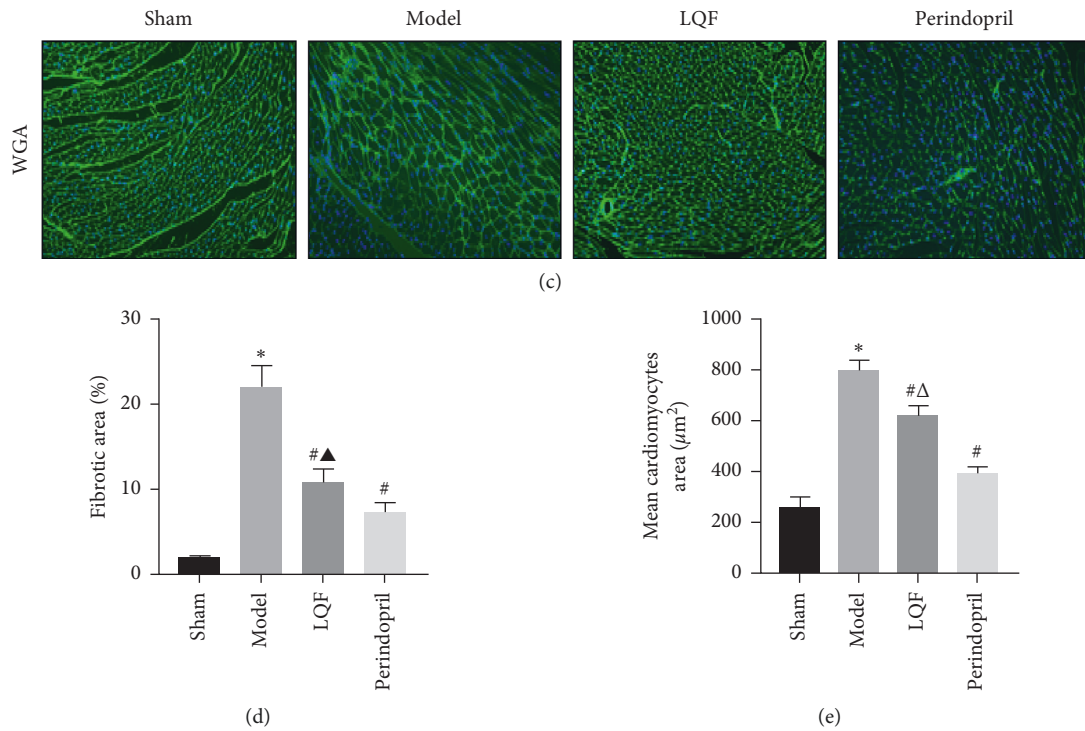 Sham Model LQF Perindopril
WGA
(c)
Fibrotic area (%)
30
20
10
0
*
#▲
#
Sham
Model
LQF
Perindopril
(d)
Mean cardiomyocytes
area (μm²)
1000
800
600
400
200
0
*
#Δ
#
Sham
Model
LQF
Perindopril
(e)